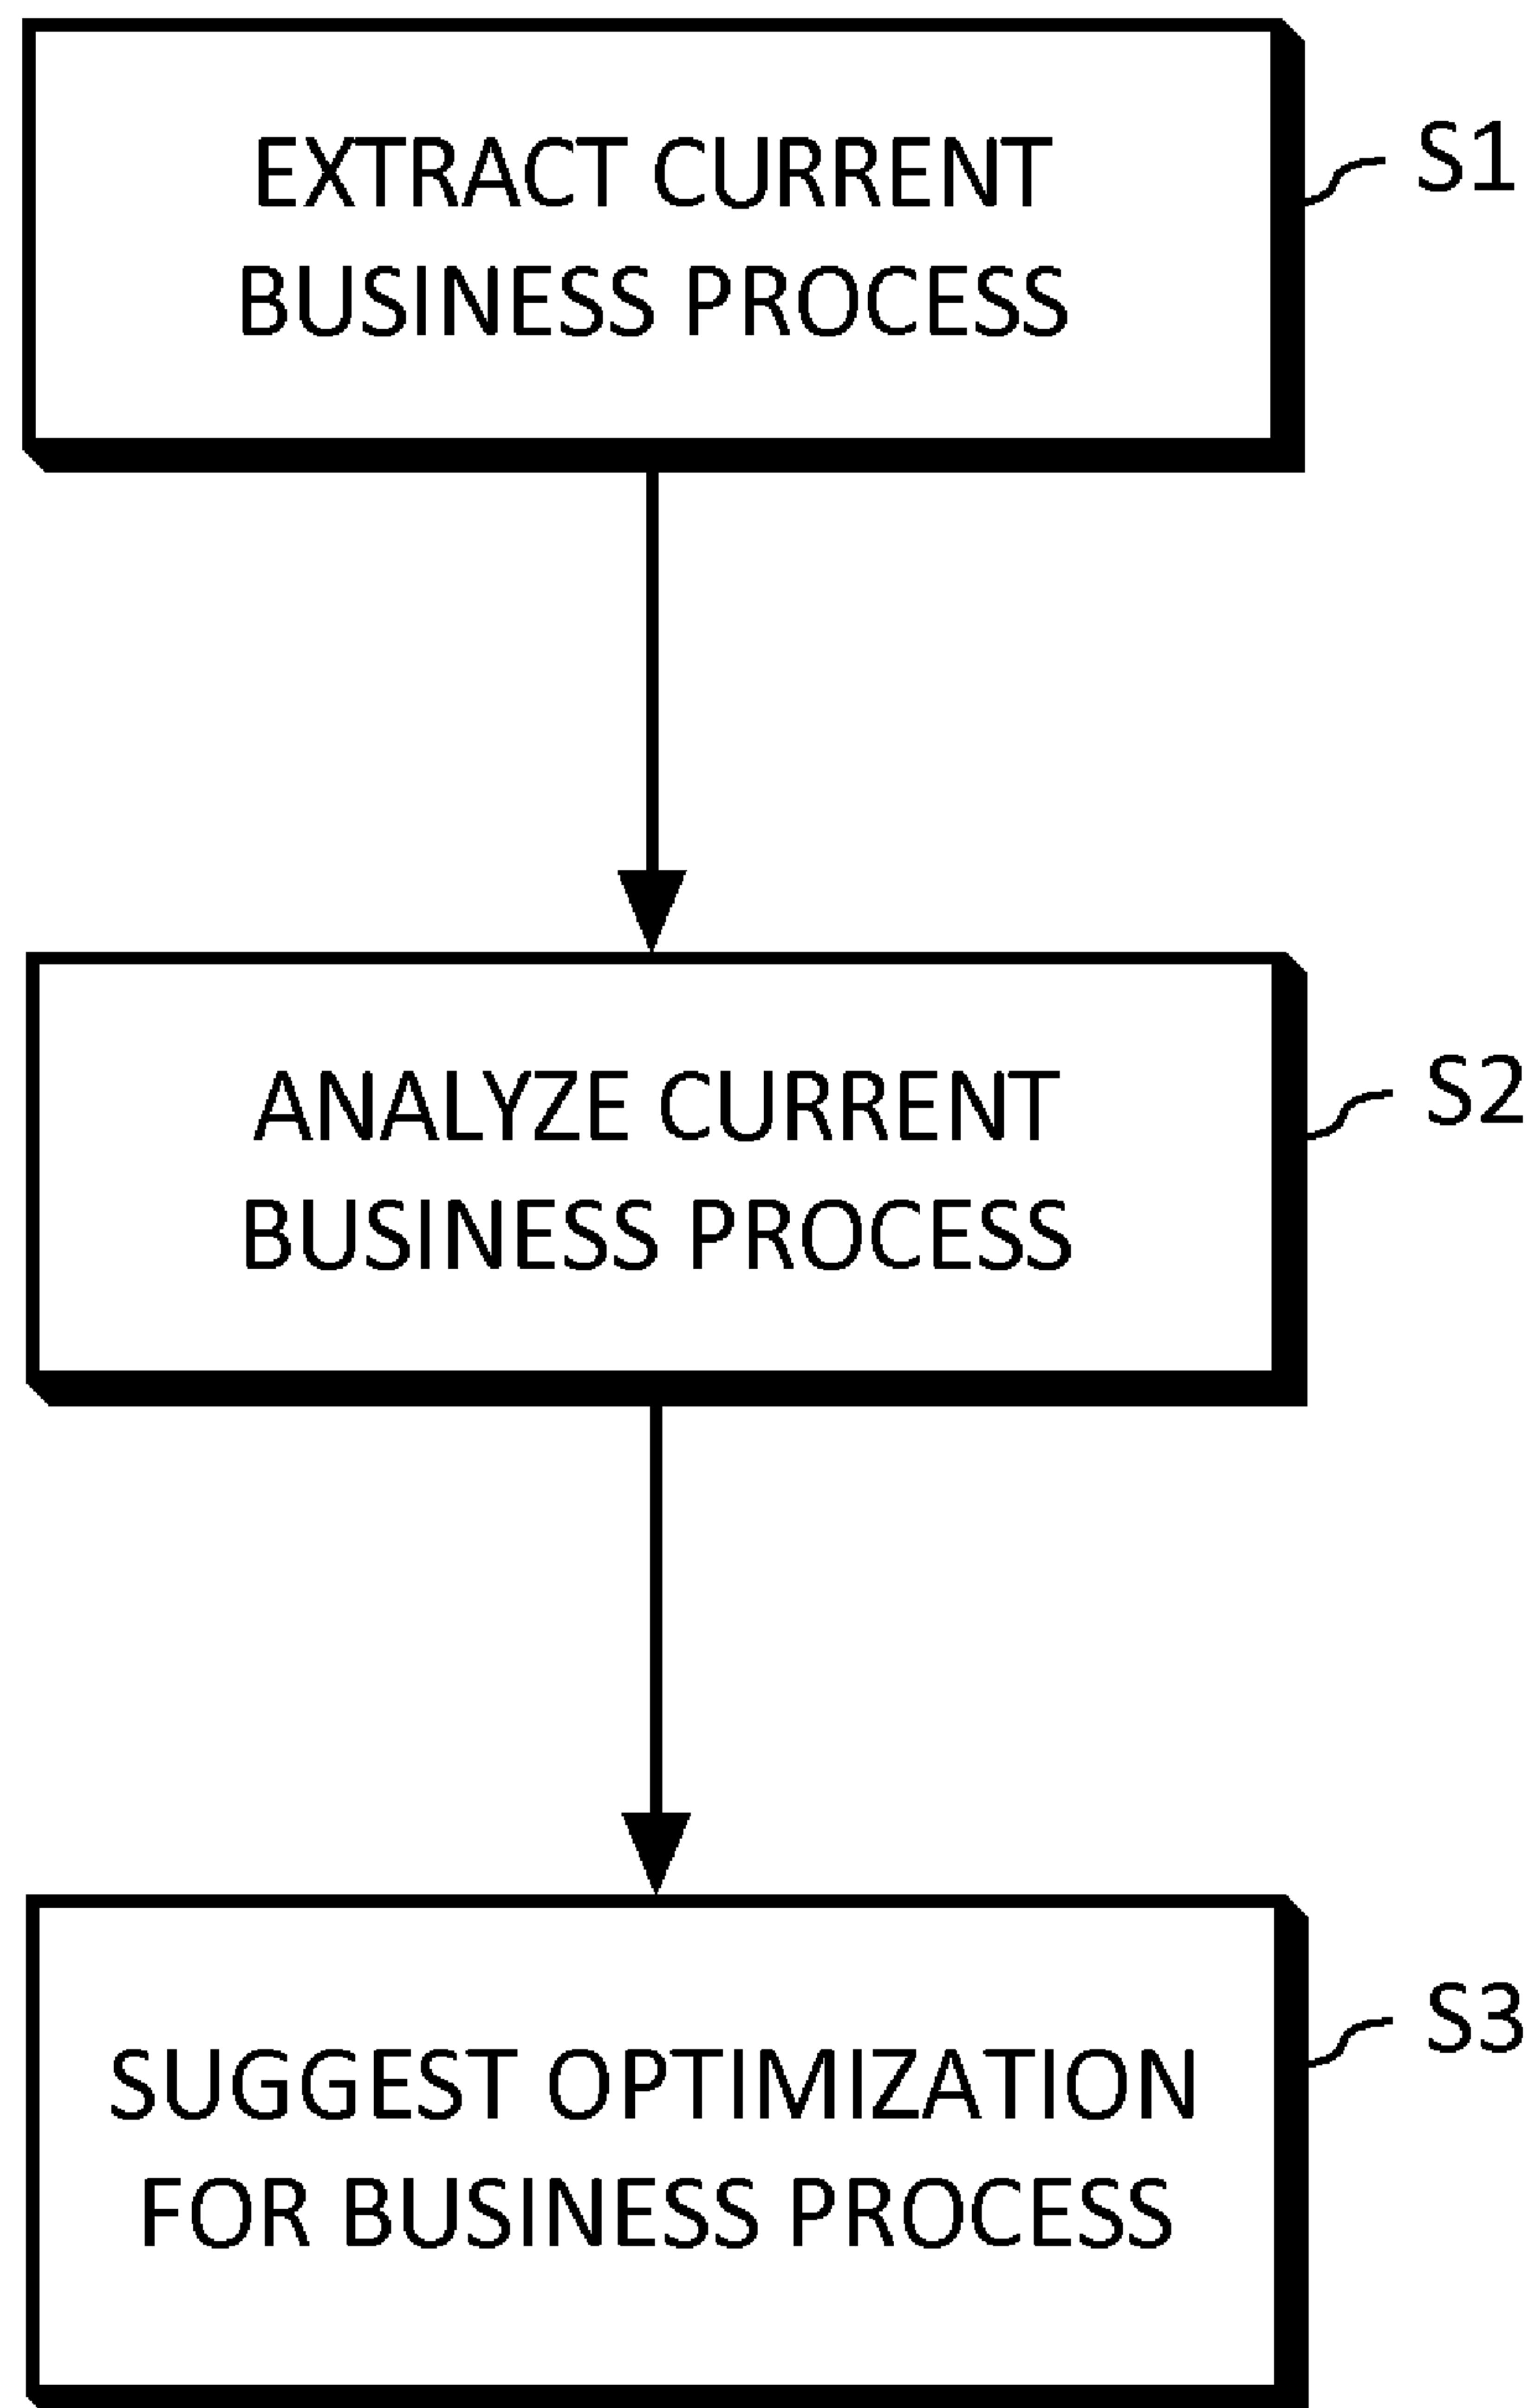 EXTRACT CURRENT
BUSINESS PROCESS
S1
ANALYZE CURRENT
BUSINESS PROCESS
S2
SUGGEST OPTIMIZATION
FOR BUSINESS PROCESS
S3